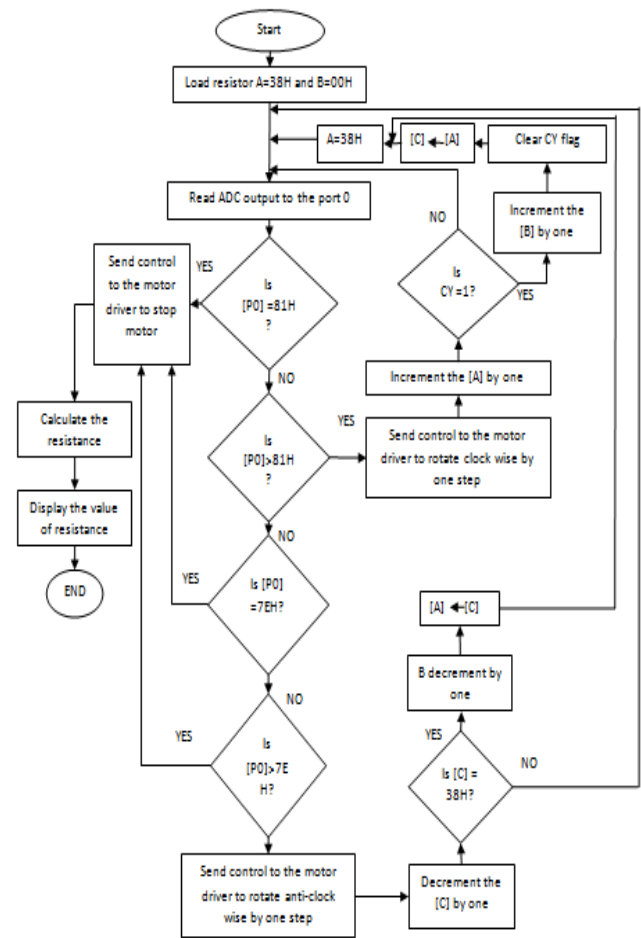 Start
Load resistor A=38H and B=00H
A=38H
[C] ←[A]
Clear CY flag
Read ADC output to the port 0
NO
Increment the
[B] by one
Send control
to the motor
driver to stop
motor
YES
Is
[P0] =81H
?
Is
CY =1?
YES
NO
Increment the [A] by one
Calculate the
resistance
Is
[P0]>81H
?
YES
Send control to the motor
driver to rotate clock wise by
one step
Display the value
of resistance
NO
END
YES
Is [P0]
=7EH?
[A] ←[C]
NO
B decrement by
one
YES
Is
[P0]>7E
H?
YES
Is [C] =
38H?
NO
Send control to the motor
driver to rotate anti-clock
wise by one step
Decrement the
[C] by one